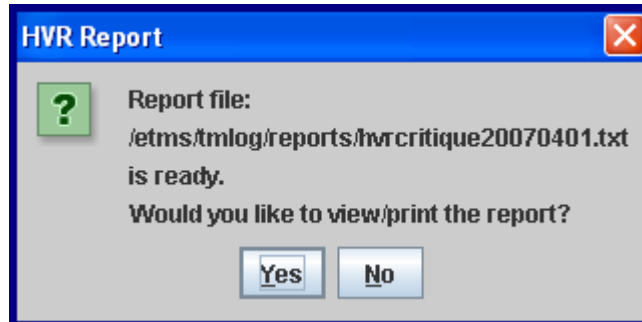 HVR Report
?
Report file:
/etms/tmlog/reports/hvrcritique20070401.txt
is ready.
Would you like to view/print the report?
Yes No